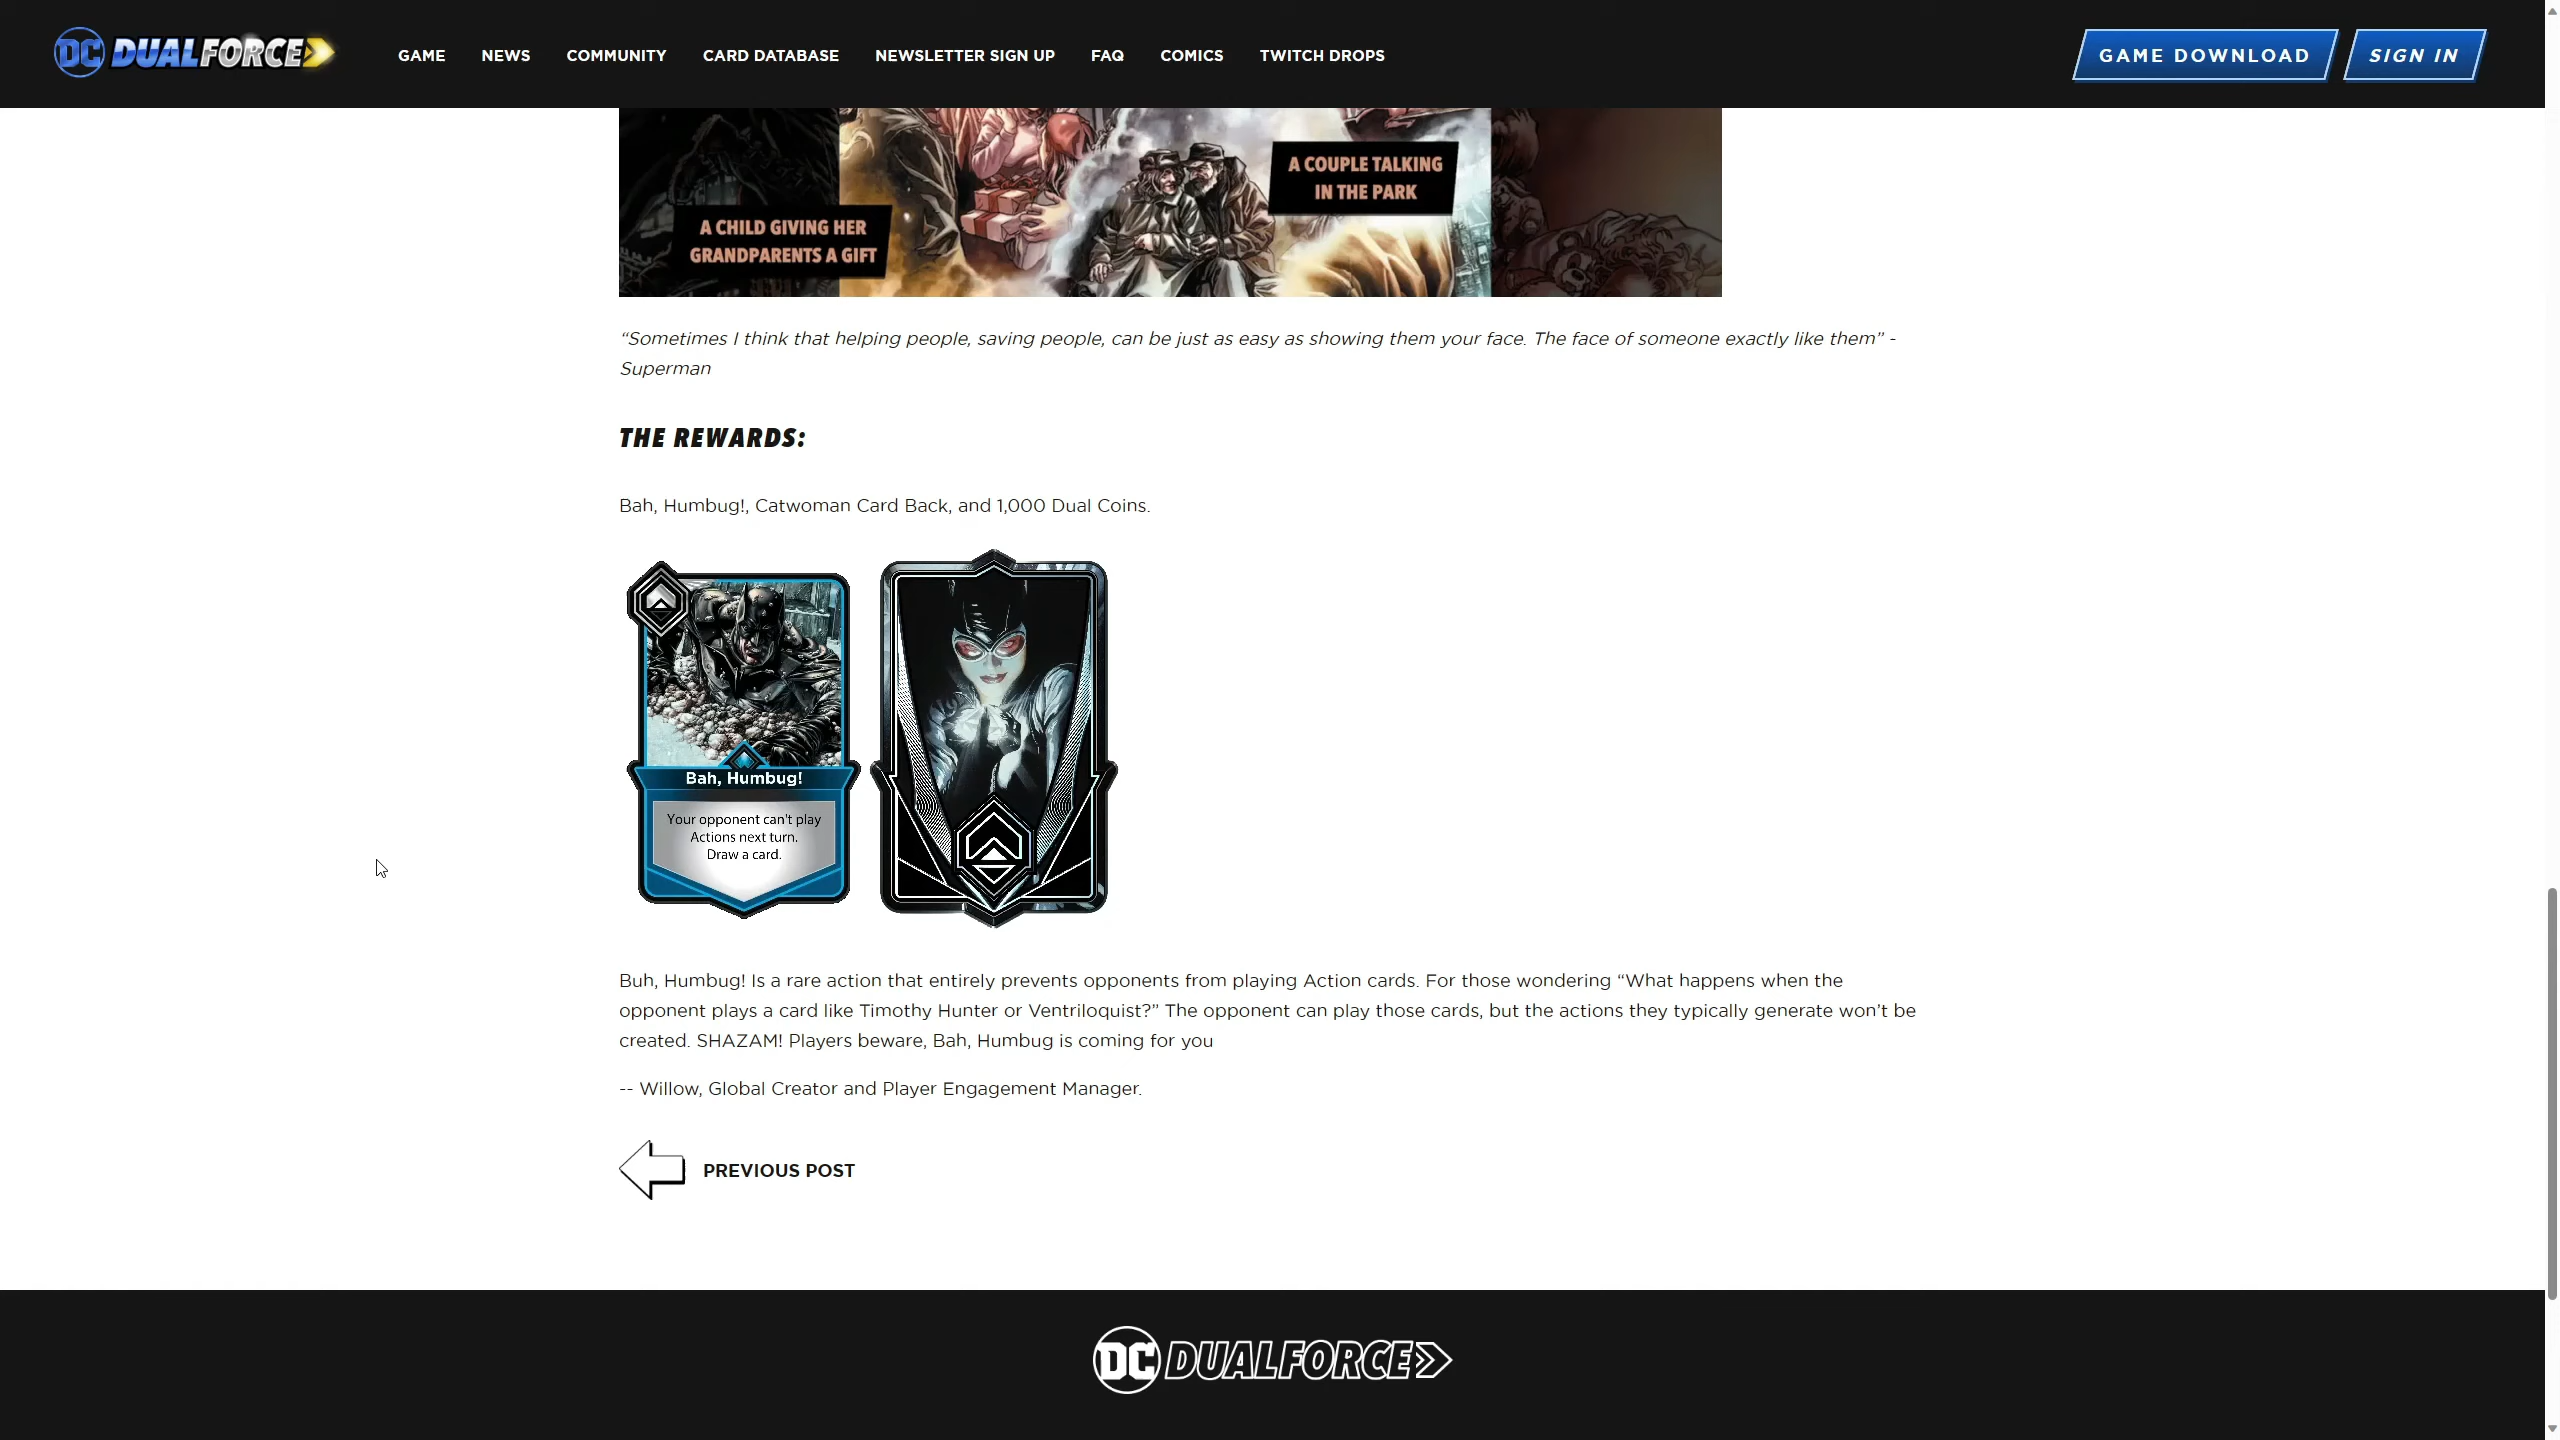 DC DUAL FORCE
GAME
NEWS
COMMUNITY
CARD DATABASE
NEWSLETTER SIGN UP
FAQ
COMICS
TWITCH DROPS
GAME DOWNLOAD
SIGN IN
A COUPLE TALKING
IN THE PARK
A CHILD GIVING HER
GRANDPARENTS A GIFT
“Sometimes I think that helping people, saving people, can be just as easy as showing them your face. The face of someone exactly like them” -
Superman
THE REWARDS:
Bah, Humbug!, Catwoman Card Back, and 1,000 Dual Coins.
Bah, Humbug!
Your opponent can't play
Actions next turn.
Draw a card.
Buh, Humbug! Is a rare action that entirely prevents opponents from playing Action cards. For those wondering “What happens when the
opponent plays a card like Timothy Hunter or Ventriloquist?” The opponent can play those cards, but the actions they typically generate won’t be
created. SHAZAM! Players beware, Bah, Humbug is coming for you
-- Willow, Global Creator and Player Engagement Manager.
PREVIOUS POST
DC DUAL FORCE